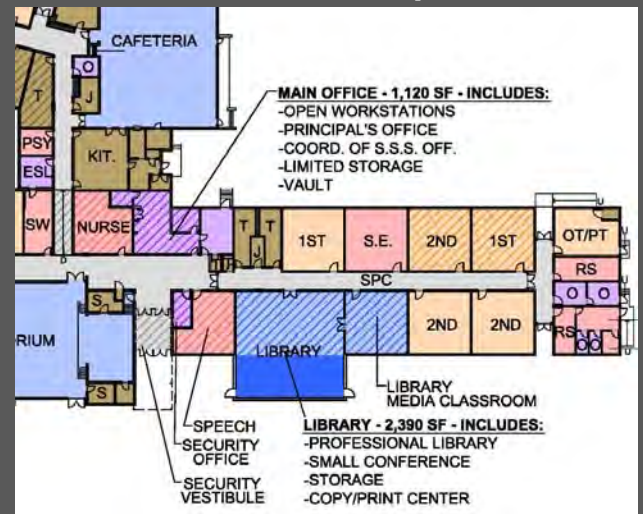 CAFETERIA
O
T
J
MAIN OFFICE - 1,120 SF - INCLUDES:
-OPEN WORKSTATIONS
-PRINCIPAL'S OFFICE
-COORD. OF S.S.S. OFF.
-LIMITED STORAGE
-VAULT
PSY
KIT.
ESL
SW
NURSE
T
T
J
1ST
S.E.
2ND
1ST
OT/PT
RS
SPC
O
O
S
RIUM
LIBRARY
2ND
2ND
RS
O
O
S
SPEECH
SECURITY
OFFICE
SECURITY
VESTIBULE
LIBRARY
MEDIA CLASSROOM
LIBRARY - 2,390 SF - INCLUDES:
-PROFESSIONAL LIBRARY
-SMALL CONFERENCE
-STORAGE
-COPY/PRINT CENTER